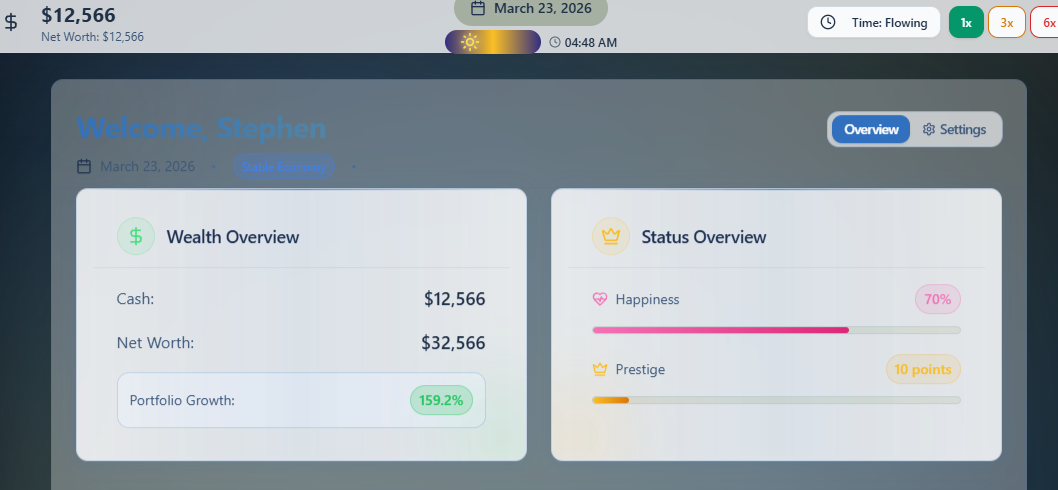 $12,566
Net Worth: $12,566
March 23, 2026
04:48 AM
Time: Flowing
1x
3x
6x
Welcome, Stephen
Overview
Settings
March 23, 2026
Wealth Overview
Cash:
$12,566
Net Worth:
$32,566
Portfolio Growth:
159.2%
Status Overview
Happiness
70%
Prestige
10 points